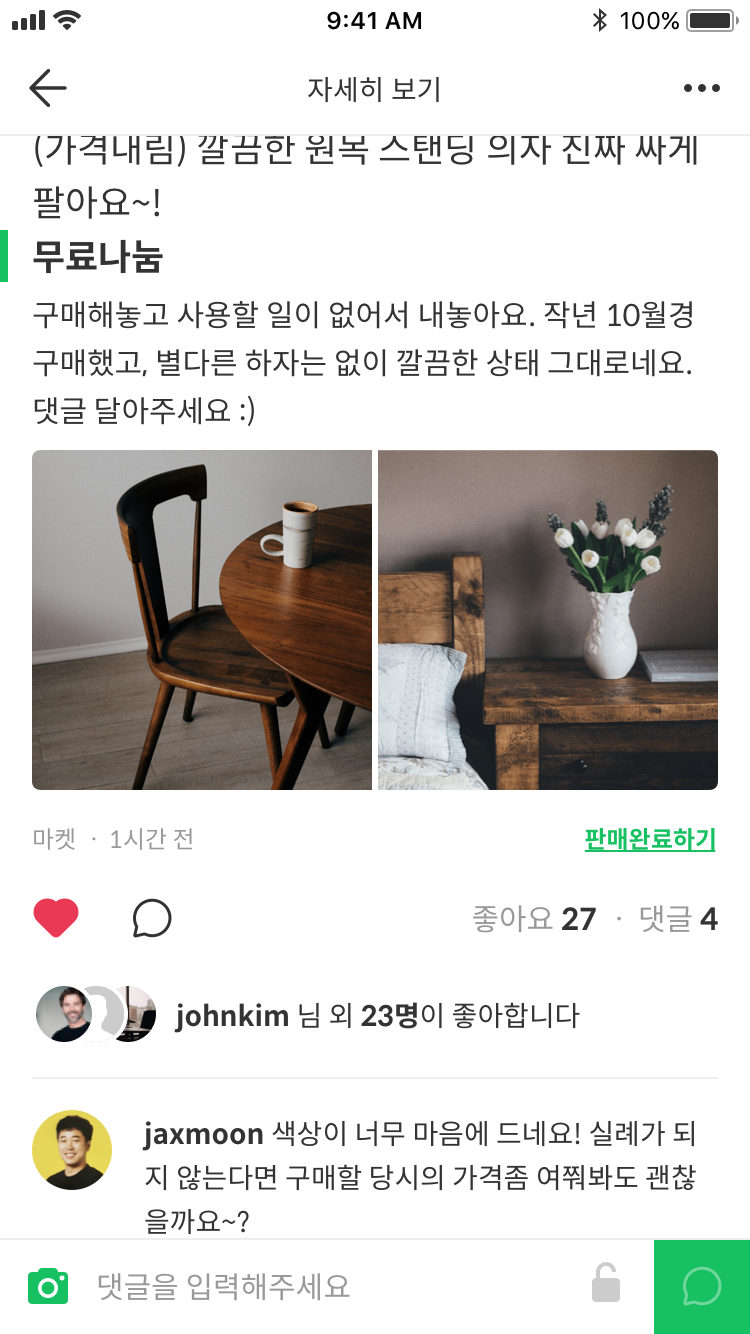 9:41 AM
100%
자세히 보기
(가격내림) 깔끔한 원목 스탠딩 의자 진짜 싸게
팔아요~!
무료나눔
구매해놓고 사용할 일이 없어서 내놓아요. 작년 10월경
구매했고, 별다른 하자는 없이 깔끔한 상태 그대로네요.
댓글 달아주세요 :)
마켓 · 1시간 전
판매완료하기
좋아요 27 · 댓글 4
johnkim 님 외 23명이 좋아합니다
jaxmoon 색상이 너무 마음에 드네요! 실례가 되
지 않는다면 구매할 당시의 가격좀 여쭤봐도 괜찮
을까요~?
댓글을 입력해주세요